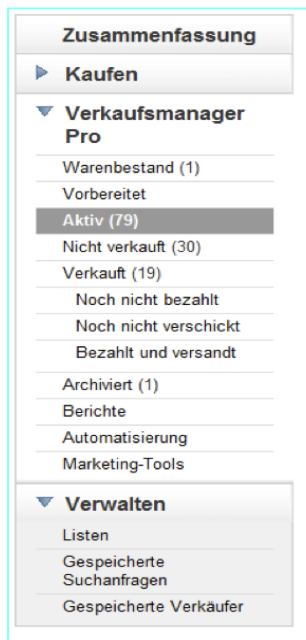 Zusammenfassung
Kaufen
Verkaufsmanager
Pro
Warenbestand (1)
Vorbereitet
Aktiv (79)
Nicht verkauft (30)
Verkauft (19)
Noch nicht bezahlt
Noch nicht verschickt
Bezahlt und versandt
Archiviert (1)
Berichte
Automatisierung
Marketing-Tools
Verwalten
Listen
Gespeicherte
Suchanfragen
Gespeicherte Verkäufer